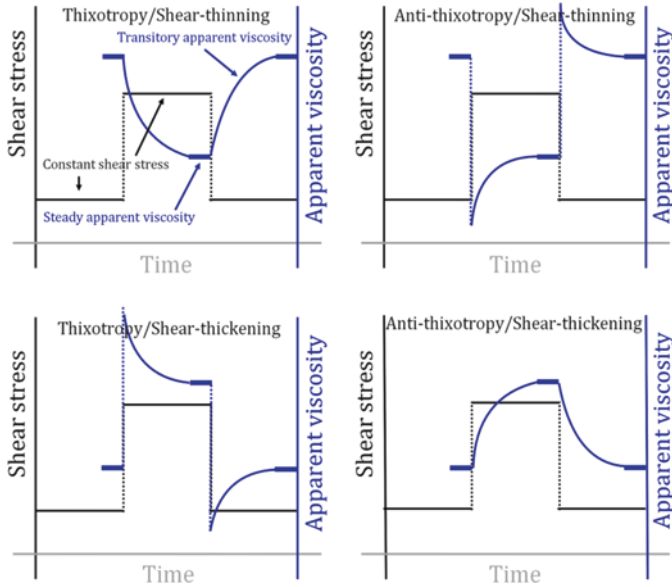 Thixotropy/Shear-thinning
Shear stress
Transitory apparent viscosity
Constant shear stress
Steady apparent viscosity
Apparent viscosity
Time
Anti-thixotropy/Shear-thinning
Shear stress
Apparent viscosity
Time
Thixotropy/Shear-thickening
Shear stress
Apparent viscosity
Time
Anti-thixotropy/Shear-thickening
Shear stress
Apparent viscosity
Time